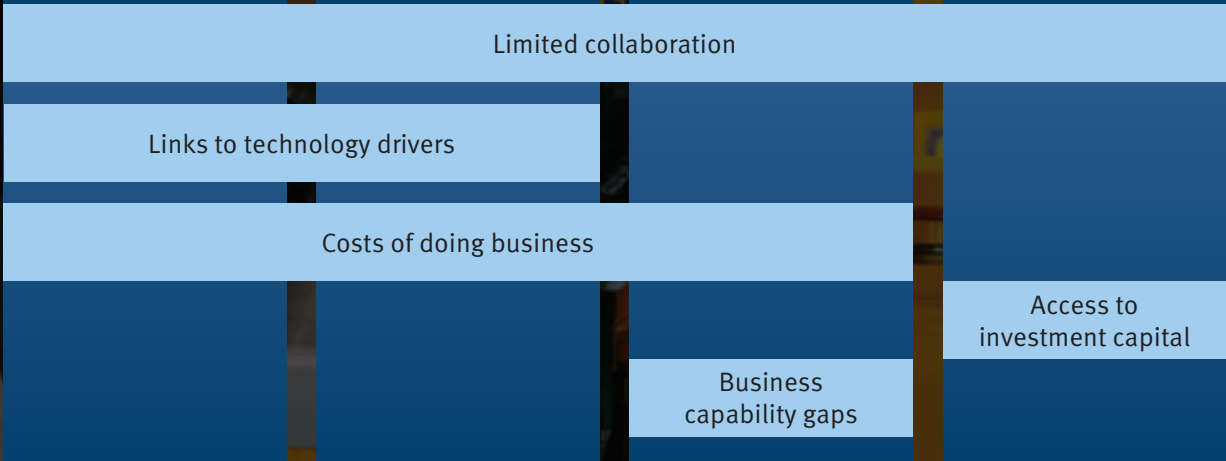 Limited collaboration
Links to technology drivers
Costs of doing business
Access to
investment capital
Business
capability gaps